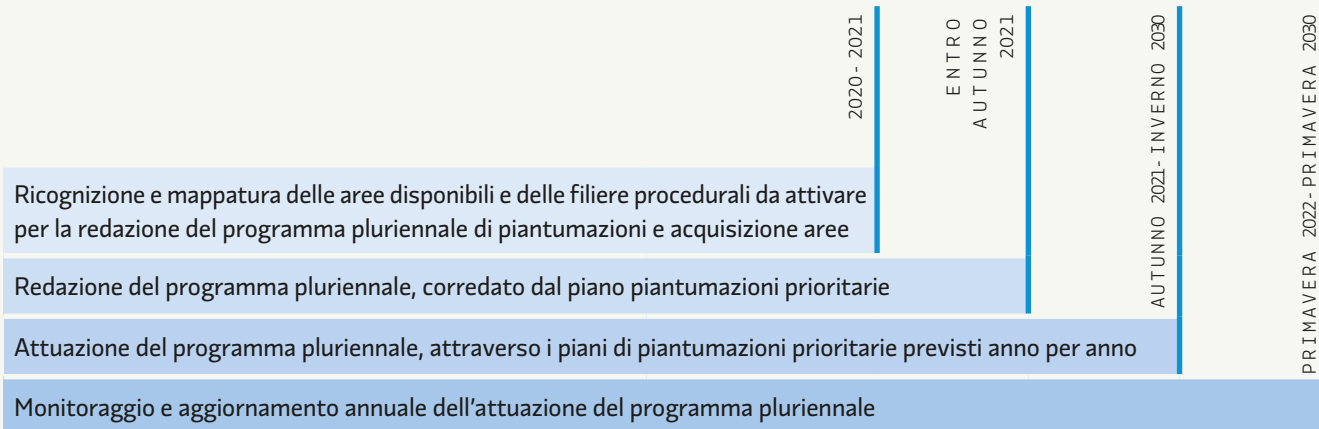 2020 - 2021
ENTRO
AUTUNNO
2021
AUTUNNO 2021 - INVERNO 2030
PRIMAVERA 2022 - PRIMAVERA 2030
Ricognizione e mappatura delle aree disponibili e delle filiere procedurali da attivare
per la redazione del programma pluriennale di piantumazioni e acquisizione aree
Redazione del programma pluriennale, corredato dal piano piantumazioni prioritarie
Attuazione del programma pluriennale, attraverso i piani di piantumazioni prioritarie previsti anno per anno
Monitoraggio e aggiornamento annuale dell'attuazione del programma pluriennale